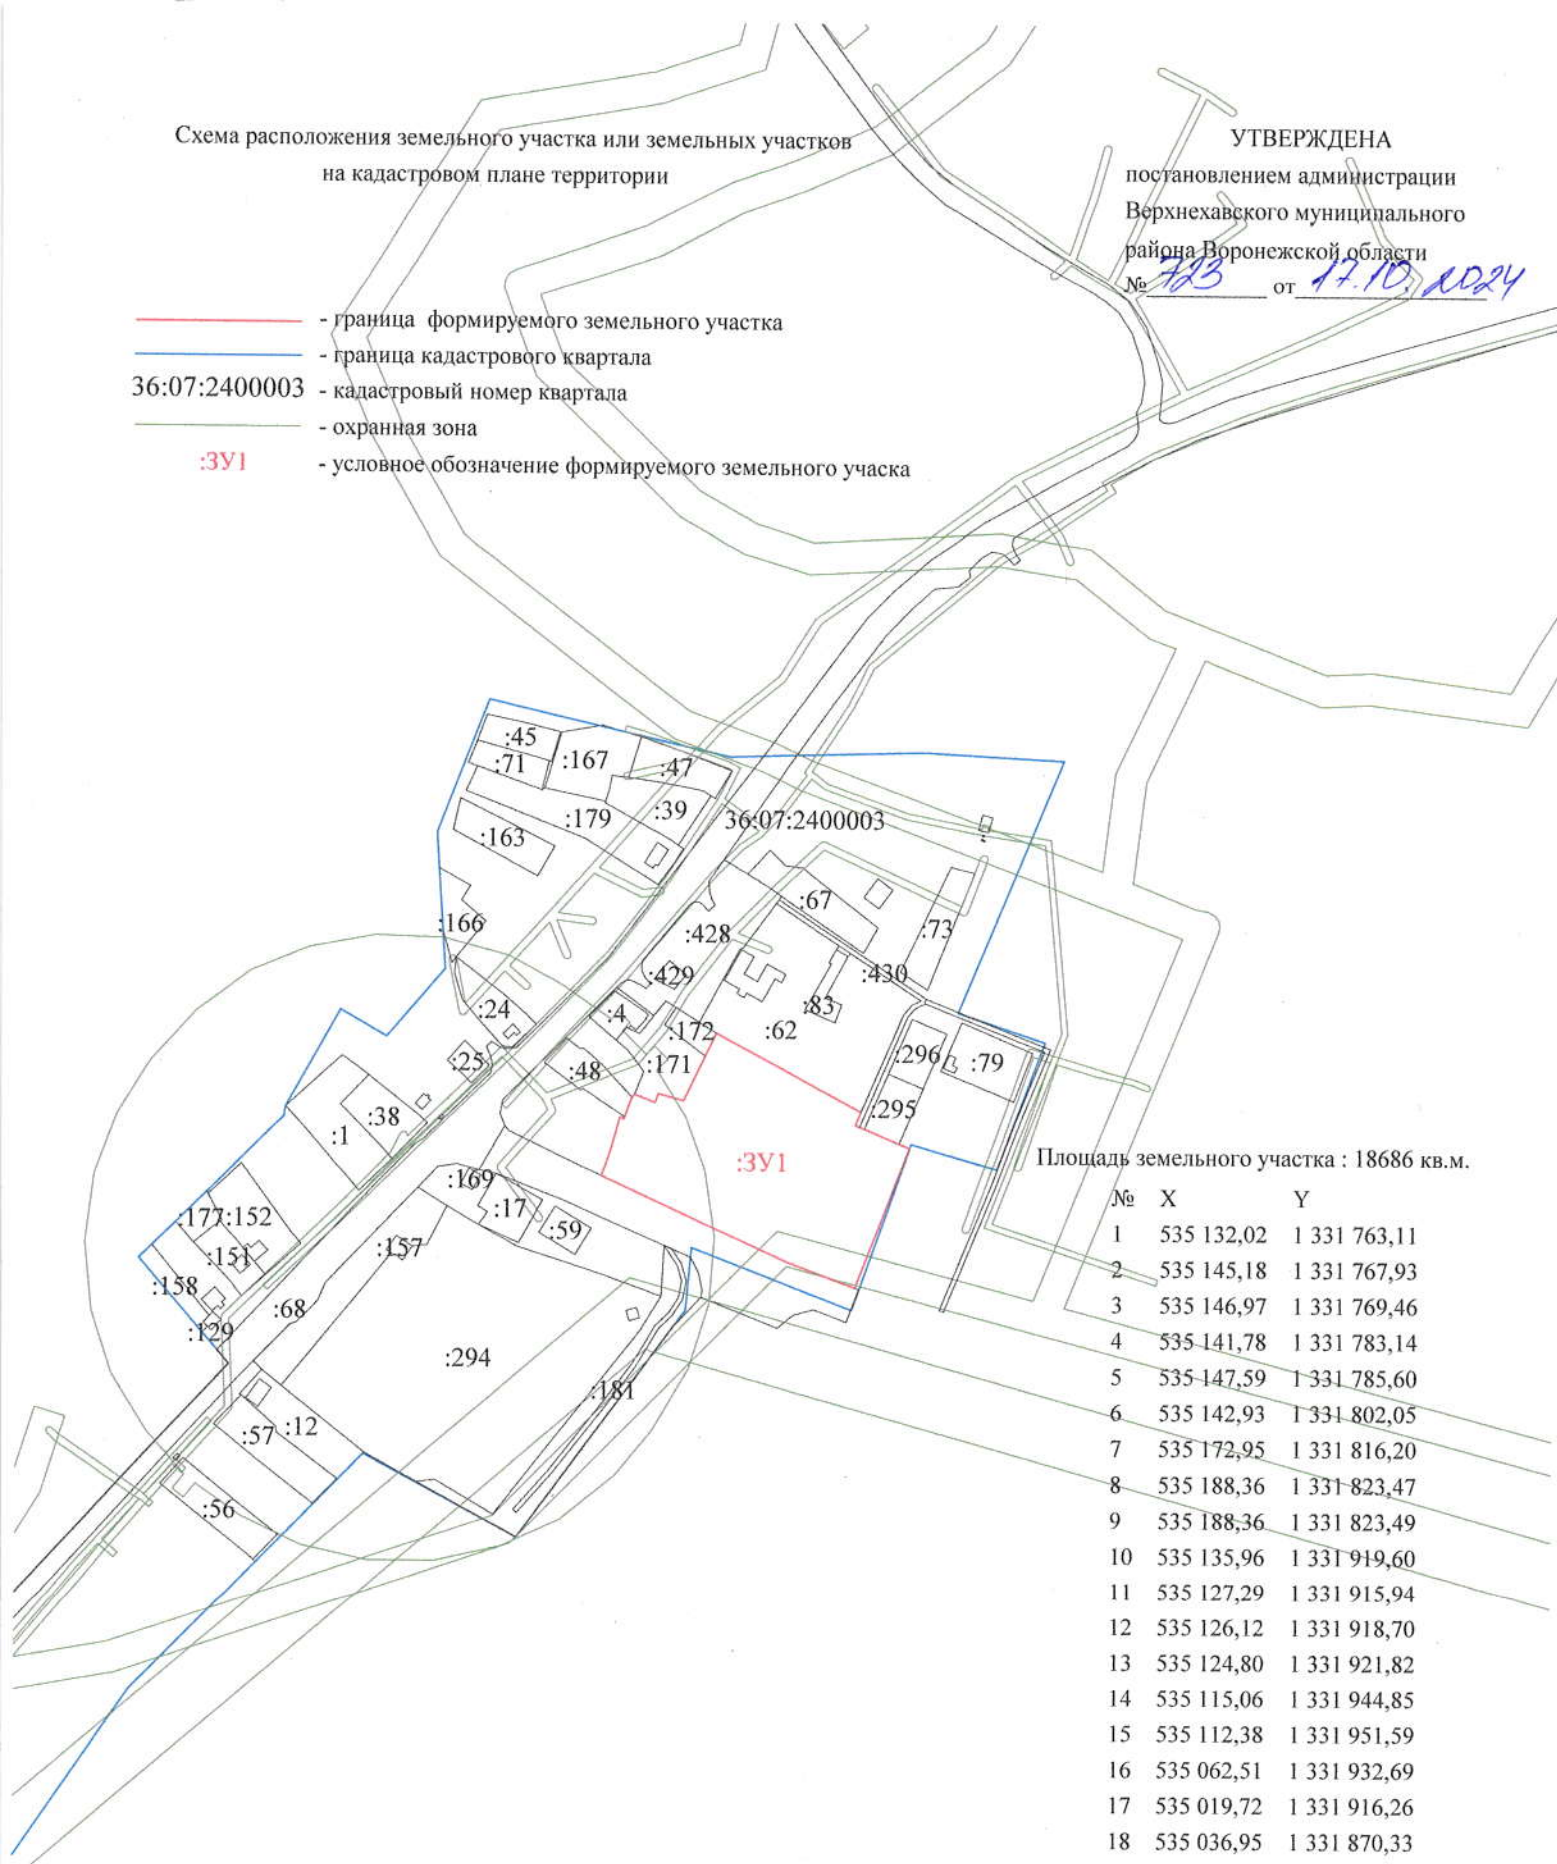 Схема расположения земельного участка или земельных участков
на кадастровом плане территории
УТВЕРЖДЕНА
постановлением администрации
Верхнехавского муниципального
района Воронежской области
№ 723 от 17.10. 2024
- граница формируемого земельного участка
- граница кадастрового квартала
36:07:2400003 - кадастровый номер квартала
- охранная зона
:ЗУ1 - условное обозначение формируемого земельного учаска
:45
:71
:167
:47
:179
:39
:163
36:07:2400003
:166
:67
:73
:428
:429
:430
:24
:4
:83
:172
:62
:25
:48
:171
:296
:79
:38
:1
:295
:ЗУ1
:169
:17
:59
:177
:152
:151
:157
:158
:68
:129
:294
:181
:57
:12
:56
Площадь земельного участка : 18686 кв.м.
№ X Y
1 535 132,02 1 331 763,11
2 535 145,18 1 331 767,93
3 535 146,97 1 331 769,46
4 535 141,78 1 331 783,14
5 535 147,59 1 331 785,60
6 535 142,93 1 331 802,05
7 535 172,95 1 331 816,20
8 535 188,36 1 331 823,47
9 535 188,36 1 331 823,49
10 535 135,96 1 331 919,60
11 535 127,29 1 331 915,94
12 535 126,12 1 331 918,70
13 535 124,80 1 331 921,82
14 535 115,06 1 331 944,85
15 535 112,38 1 331 951,59
16 535 062,51 1 331 932,69
17 535 019,72 1 331 916,26
18 535 036,95 1 331 870,33